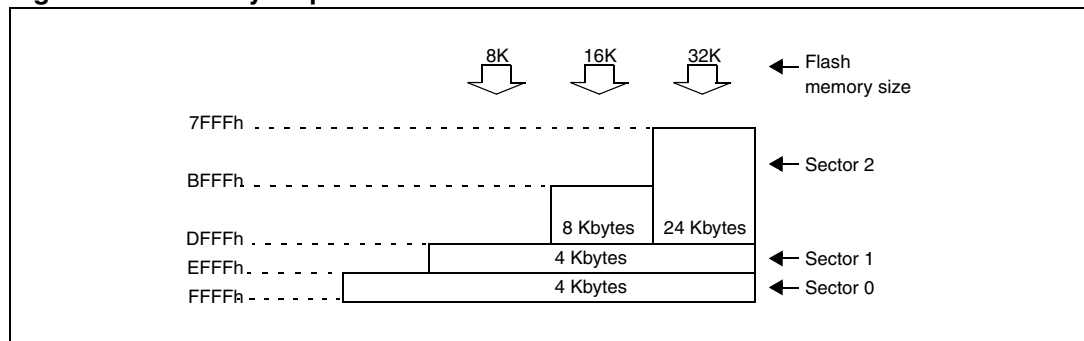 8K 16K 32K Flash
memory size
7FFFh
Sector 2
BFFFh
8 Kbytes 24 Kbytes
DFFFh
4 Kbytes Sector 1
EFFFh
4 Kbytes Sector 0
FFFFh